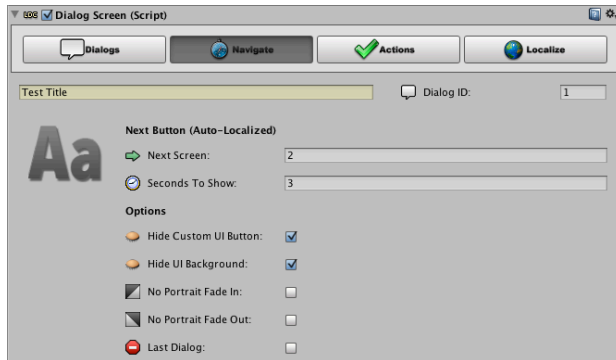 LDC Dialog Screen (Script)
Dialogs Navigate Actions Localize
Test Title Dialog ID: 1
Aa
Next Button (Auto-Localized)
Next Screen: 2
Seconds To Show: 3
Options
Hide Custom UI Button:
Hide UI Background:
No Portrait Fade In:
No Portrait Fade Out:
Last Dialog: